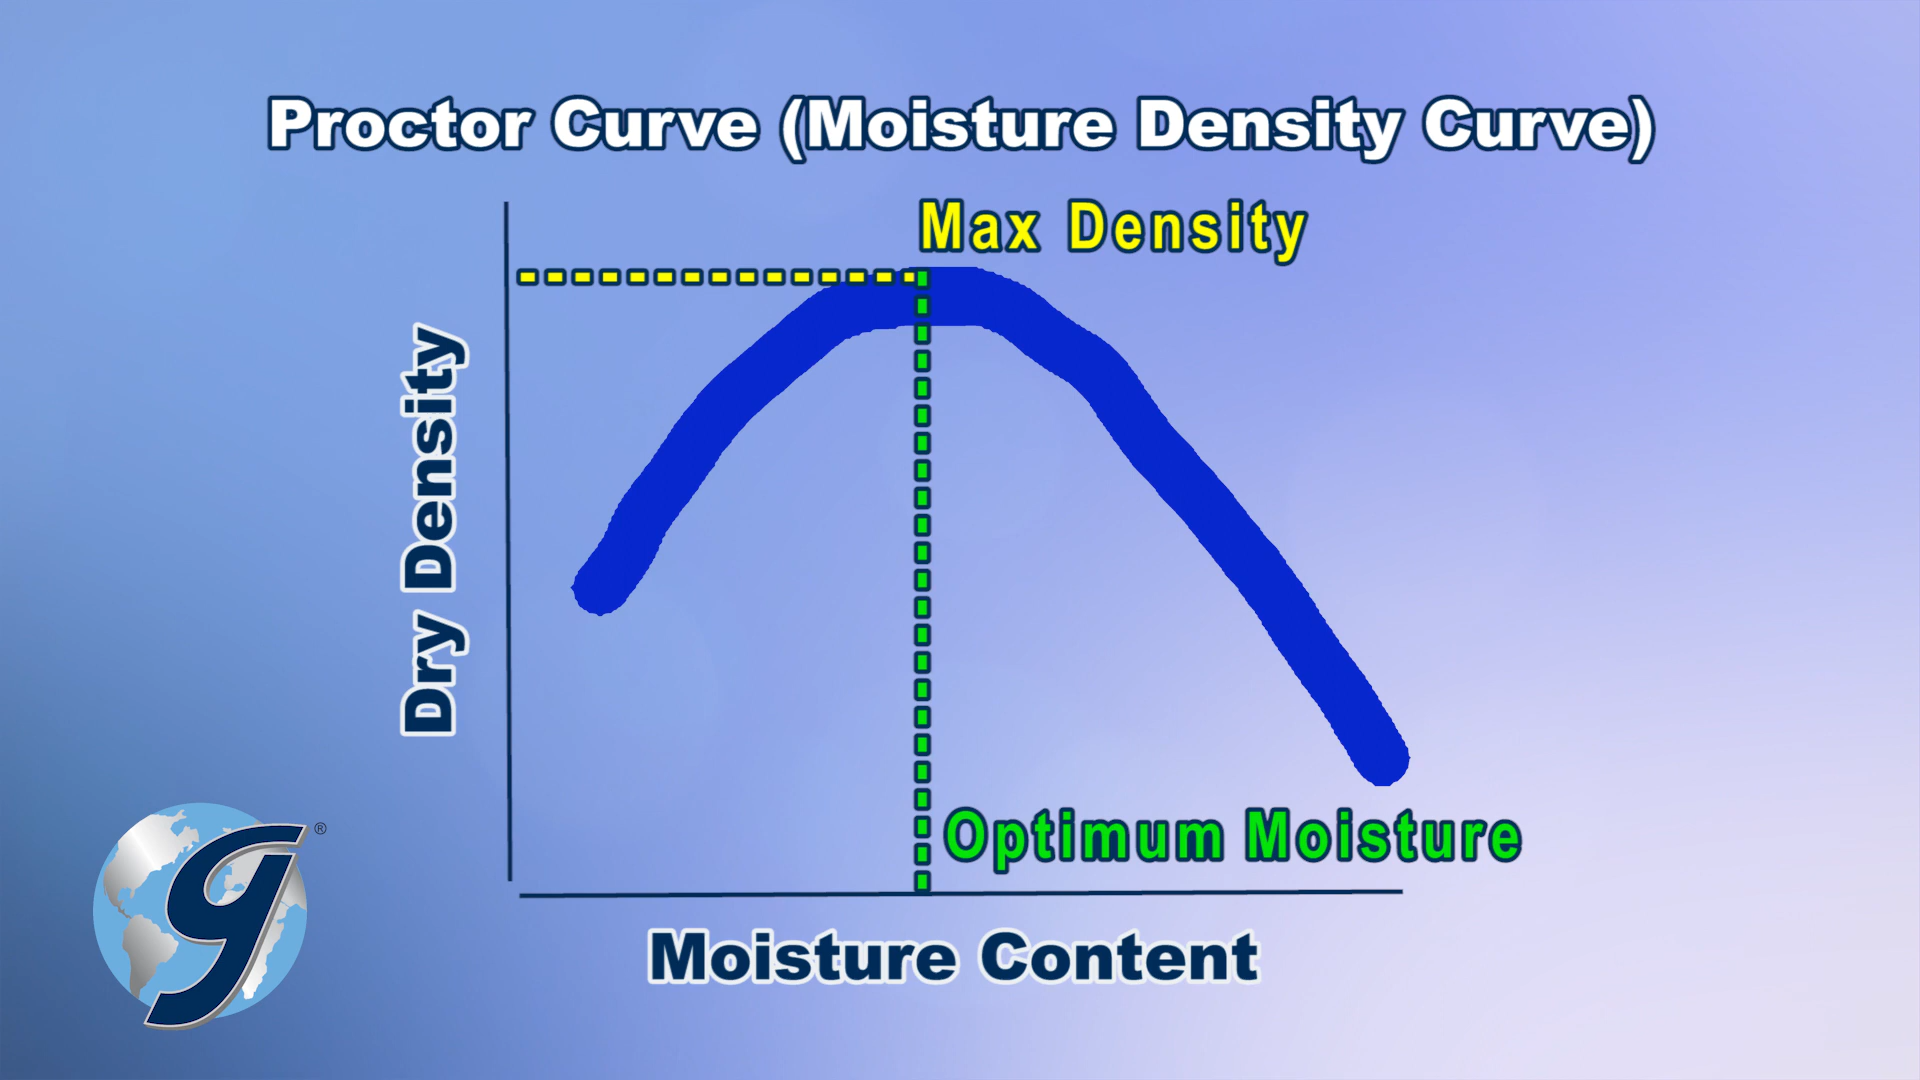 Proctor Curve (Moisture Density Curve)
Max Density
Dry Density
Optimum Moisture
Moisture Content
g
®